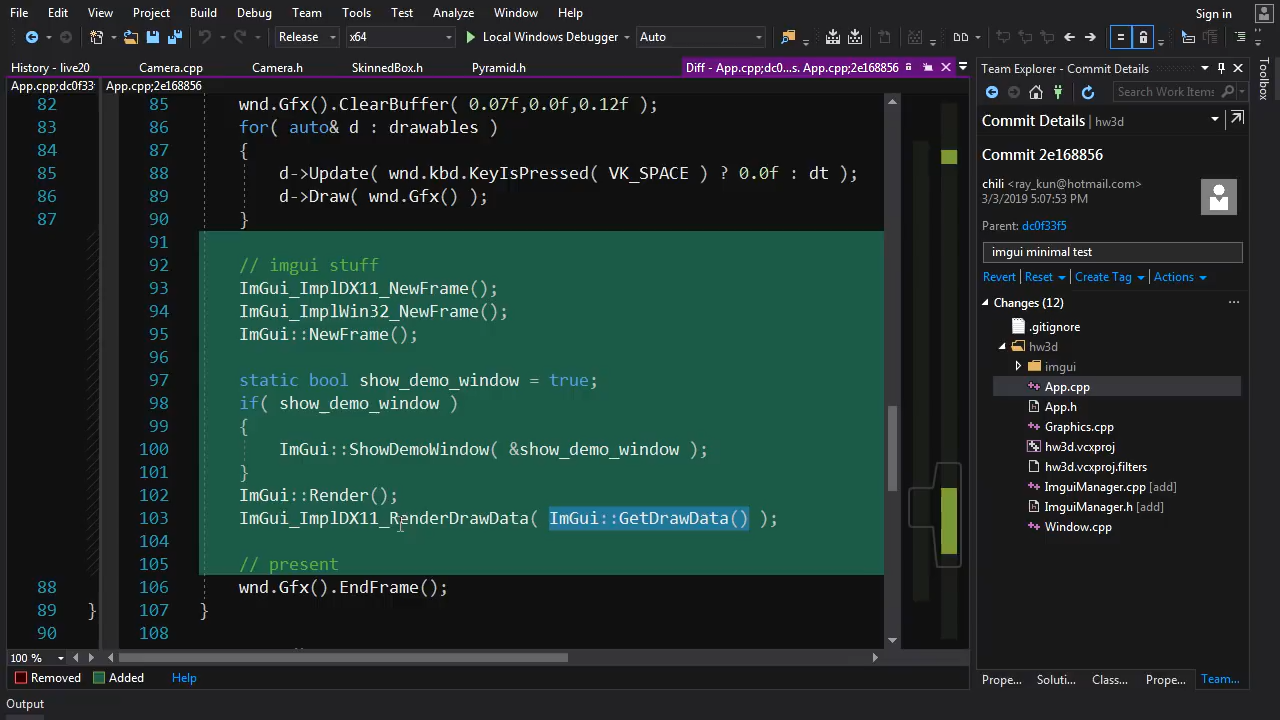 File Edit View Project Build Debug Team Tools Test Analyze Window Help Sign in
Release x64 Local Windows Debugger Auto
History - live20 Camera.cpp Camera.h SkinnedBox.h Pyramid.h Diff - App.cpp;dc0...s. App.cpp;2e168856
App.cpp;dc0f33 App.cpp;2e168856
82 85 wnd.Gfx().ClearBuffer( 0.07f,0.0f,0.12f );
83 86 for( auto& d : drawables )
84 87 {
85 88 d->Update( wnd.kbd.KeyIsPressed( VK_SPACE ) ? 0.0f : dt );
86 89 d->Draw( wnd.Gfx() );
87 90 }
91
92 // imgui stuff
93 ImGui_ImplDX11_NewFrame();
94 ImGui_ImplWin32_NewFrame();
95 ImGui::NewFrame();
96
97 static bool show_demo_window = true;
98 if( show_demo_window )
99 {
100 ImGui::ShowDemoWindow( &show_demo_window );
101 }
102 ImGui::Render();
103 ImGui_ImplDX11_RenderDrawData( ImGui::GetDrawData() );
104
105 // present
88 106 wnd.Gfx().EndFrame();
89 } 107 }
90 108
100 %
Removed Added Help
Output
Team Explorer - Commit Details
Search Work Items
Commit Details | hw3d
Commit 2e168856
chili <ray_kun@hotmail.com>
3/3/2019 5:07:53 PM
Parent: dc0f33f5
imgui minimal test
Revert Reset Create Tag Actions
Changes (12) ...
.gitignore
hw3d
imgui
App.cpp
App.h
Graphics.cpp
hw3d.vcxproj
hw3d.vcxproj.filters
ImguiManager.cpp [add]
ImguiManager.h [add]
Window.cpp
Prope... Soluti... Class... Prope... Team...
Toolbox